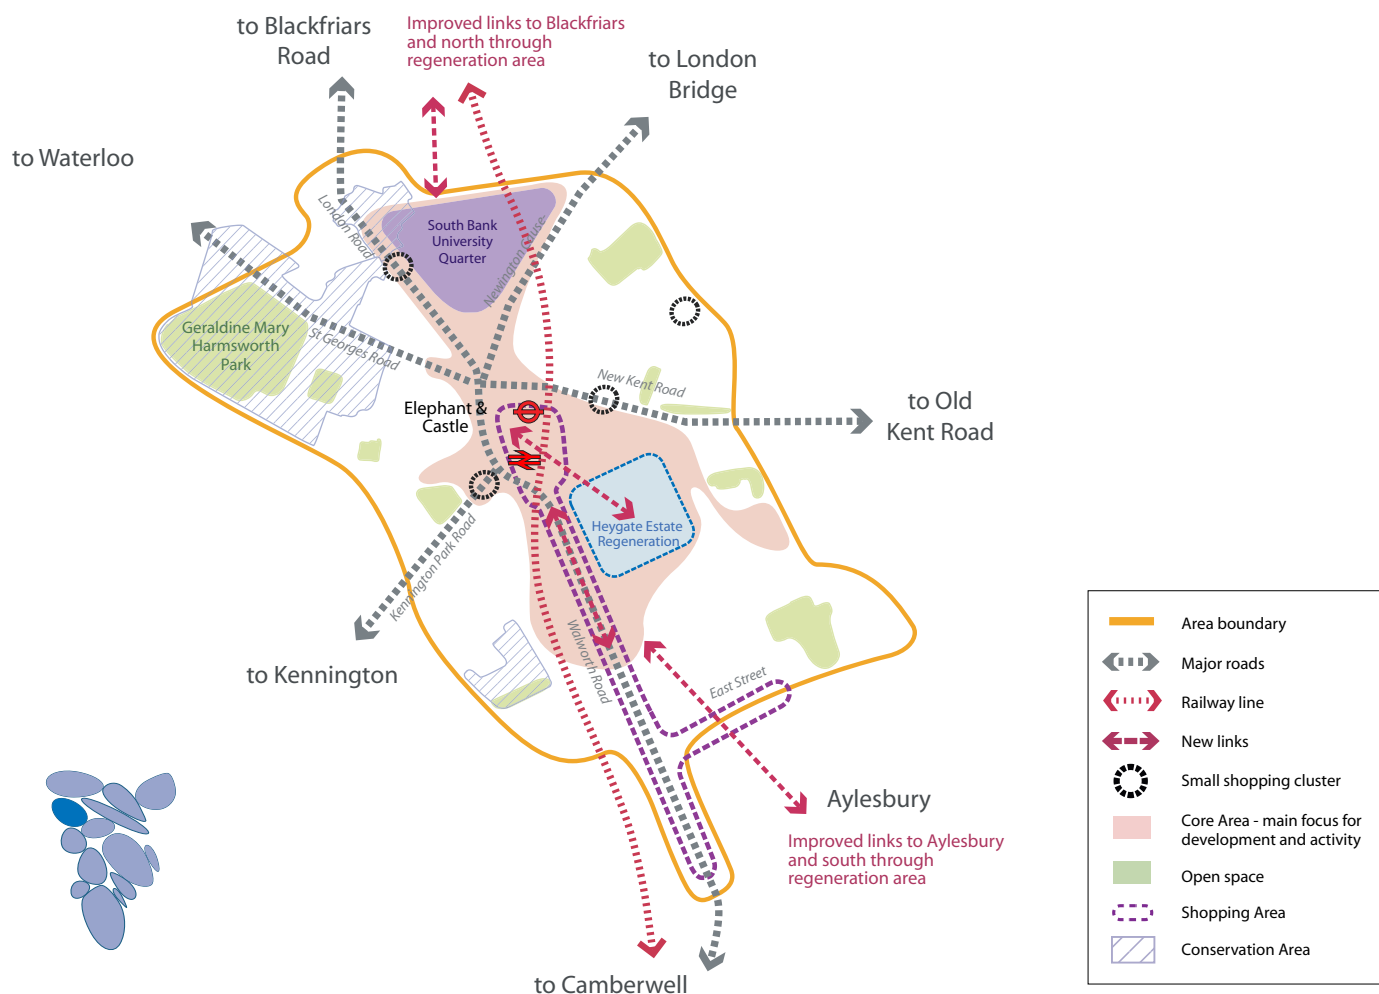 to Blackfriars
Road
Improved links to Blackfriars
and north through
regeneration area
to London
Bridge
to Waterloo
London Road
South Bank
University
Quarter
Newington Cause-
Geraldine Mary
Harmsworth
Park
St Georges Road
New Kent Road
Elephant &
Castle
to Old
Kent Road
Heygate Estate
Regeneration
Kennington Park Road
to Kennington
Walworth Road
East Street
Aylesbury
Improved links to Aylesbury
and south through
regeneration area
to Camberwell
Area boundary
Major roads
Railway line
New links
Small shopping cluster
Core Area - main focus for
development and activity
Open space
Shopping Area
Conservation Area